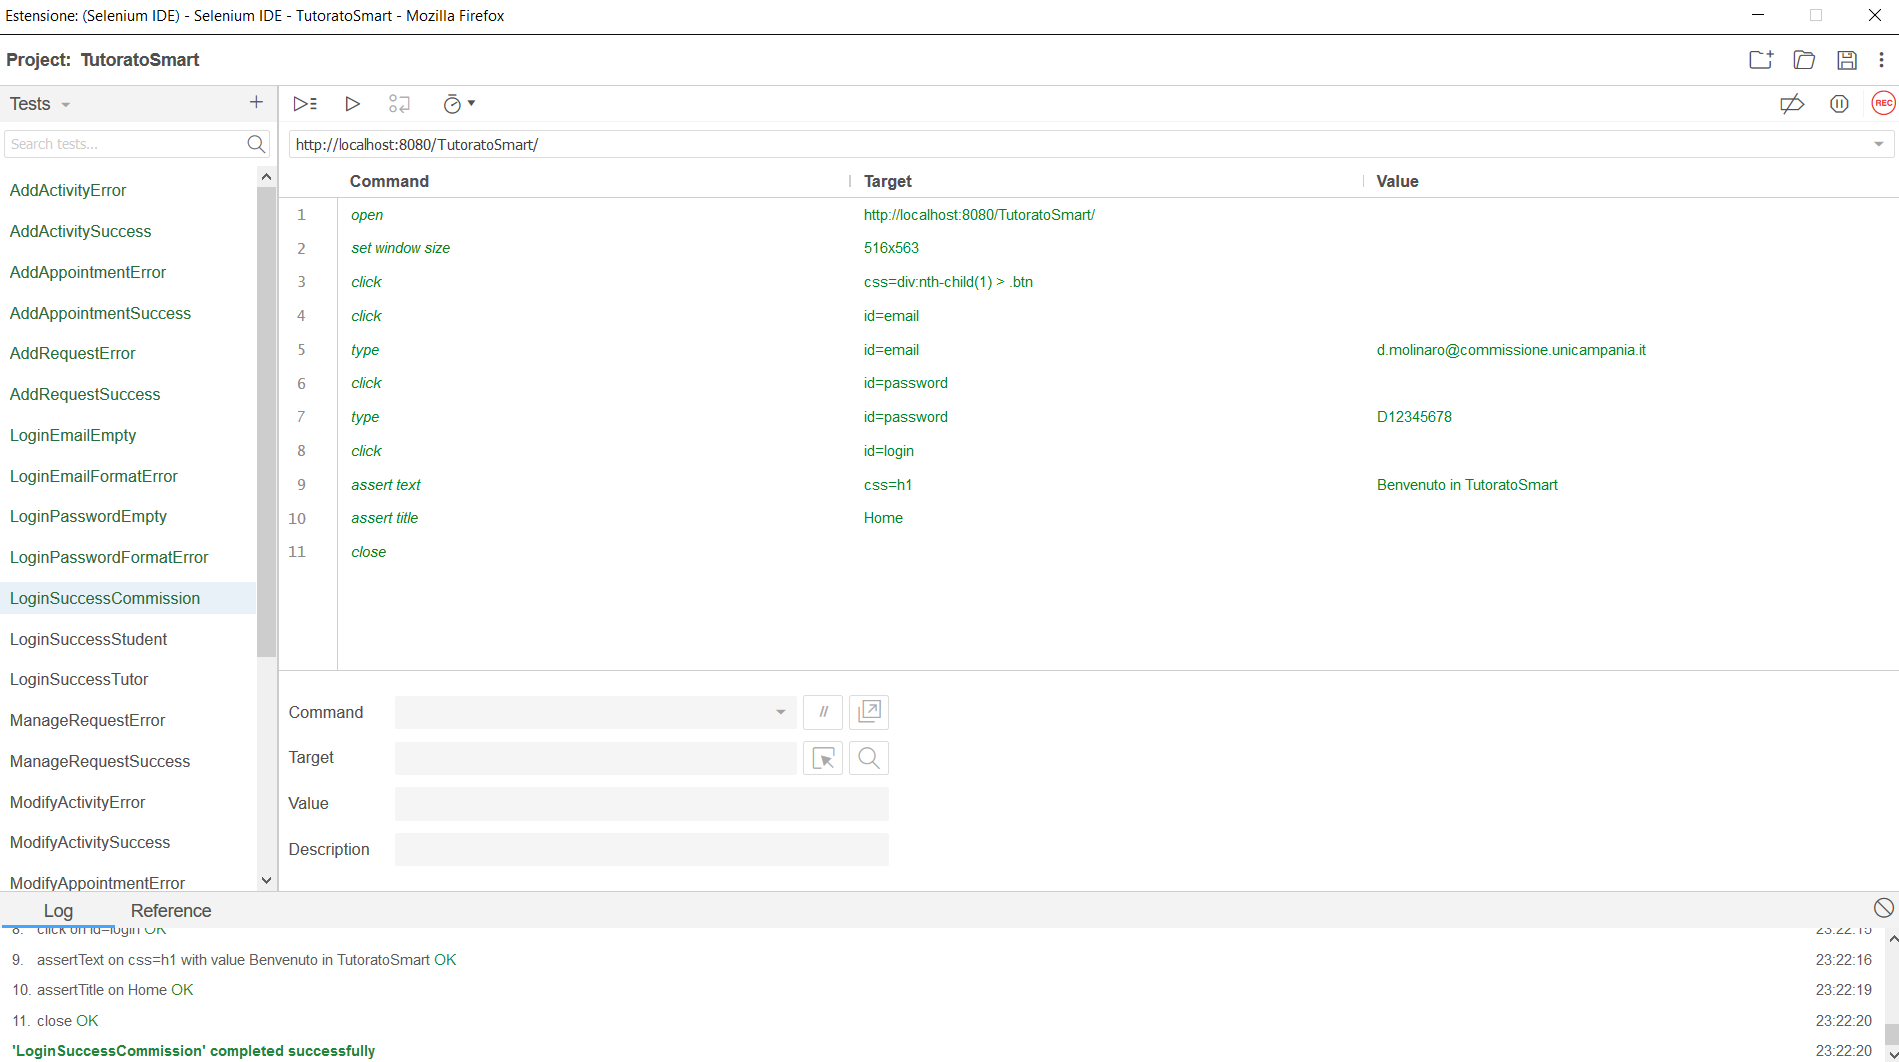 Estensione: (Selenium IDE) - Selenium IDE - TutoratoSmart - Mozilla Firefox
Project: TutoratoSmart
Tests
Search tests...
AddActivityError
AddActivitySuccess
AddAppointmentError
AddAppointmentSuccess
AddRequestError
AddRequestSuccess
LoginEmailEmpty
LoginEmailFormatError
LoginPasswordEmpty
LoginPasswordFormatError
LoginSuccessCommission
LoginSuccessStudent
LoginSuccessTutor
ManageRequestError
ManageRequestSuccess
ModifyActivityError
ModifyActivitySuccess
ModifyAppointmentError
REC
http://localhost:8080/TutoratoSmart/
Command Target Value
1 open http://localhost:8080/TutoratoSmart/
2 set window size 516x563
3 click css=div:nth-child(1) > .btn
4 click id=email
5 type id=email d.molinaro@commissione.unicampania.it
6 click id=password
7 type id=password D12345678
8 click id=login
9 assert text css=h1 Benvenuto in TutoratoSmart
10 assert title Home
11 close
Command //
Target
Value
Description
Log Reference
8. click on id=login OK 23:22:15
9. assertText on css=h1 with value Benvenuto in TutoratoSmart OK 23:22:16
10. assertTitle on Home OK 23:22:19
11. close OK 23:22:20
'LoginSuccessCommission' completed successfully 23:22:20